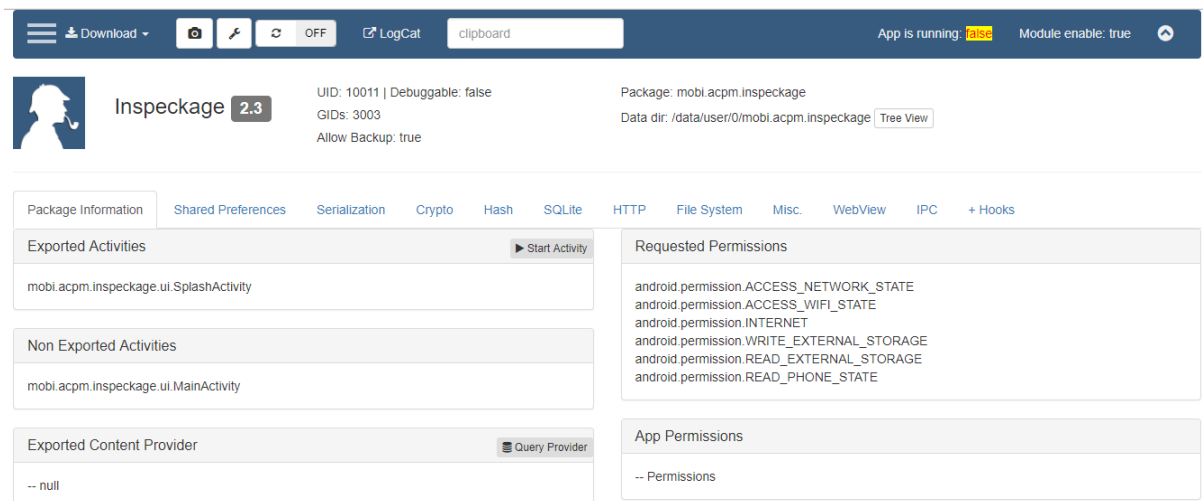 Download
OFF
LogCat
clipboard
App is running: false
Module enable: true
Inspeckage 2.3
UID: 10011 | Debuggable: false
GIDs: 3003
Allow Backup: true
Package: mobi.acpm.inspeckage
Data dir: /data/user/0/mobi.acpm.inspeckage Tree View
Package Information Shared Preferences Serialization Crypto Hash SQLite HTTP File System Misc. WebView IPC + Hooks
Exported Activities
Start Activity
mobi.acpm.inspeckage.ui.SplashActivity
Non Exported Activities
mobi.acpm.inspeckage.ui.MainActivity
Exported Content Provider
Query Provider
-- null
Requested Permissions
android.permission.ACCESS_NETWORK_STATE
android.permission.ACCESS_WIFI_STATE
android.permission.INTERNET
android.permission.WRITE_EXTERNAL_STORAGE
android.permission.READ_EXTERNAL_STORAGE
android.permission.READ_PHONE_STATE
App Permissions
-- Permissions